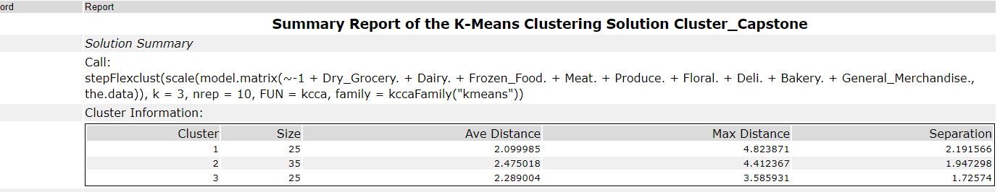 ord Report
Summary Report of the K-Means Clustering Solution Cluster_Capstone
Solution Summary
Call:
stepFlexclust(scale(model.matrix(~-1 + Dry_Grocery. + Dairy. + Frozen_Food. + Meat. + Produce. + Floral. + Deli. + Bakery. + General_Merchandise.,
the.data)), k = 3, nrep = 10, FUN = kcca, family = kccaFamily("kmeans"))
Cluster Information:
Cluster Size Ave Distance Max Distance Separation
1 25 2.099985 4.823871 2.191566
2 35 2.475018 4.412367 1.947298
3 25 2.289004 3.585931 1.72574